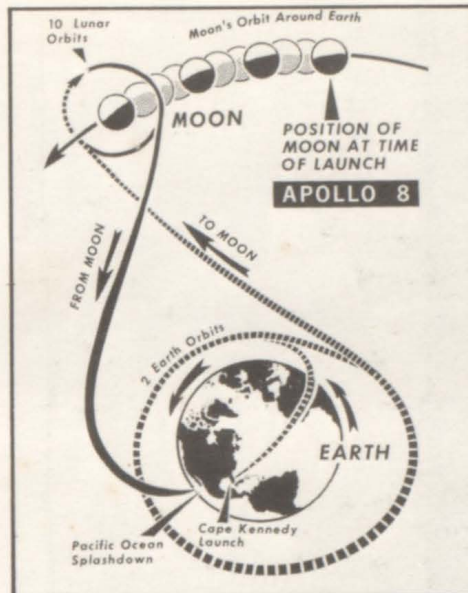 10 Lunar
Orbits
Moon's Orbit Around Earth
MOON
POSITION OF
MOON AT TIME
OF LAUNCH
APOLLO 8
TO MOON
FROM MOON
2 Earth Orbits
EARTH
Cape Kennedy
Launch
Pacific Ocean
Splashdown